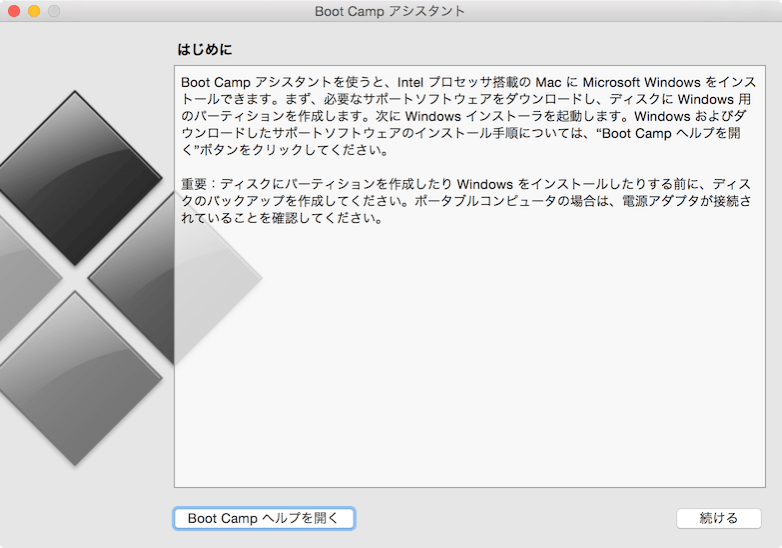 Boot Camp アシスタント
はじめに
Boot Camp アシスタントを使うと、Intel プロセッサ搭載の Mac に Microsoft Windows をインス
トールできます。まず、必要なサポートソフトウェアをダウンロードし、ディスクに Windows 用
のパーティションを作成します。次に Windows インストーラを起動します。Windows およびダ
ウンロードしたサポートソフトウェアのインストール手順については、“Boot Camp ヘルプを開
く”ボタンをクリックしてください。
重要：ディスクにパーティションを作成したり Windows をインストールしたりする前に、ディス
クのバックアップを作成してください。ポータブルコンピュータの場合は、電源アダプタが接続さ
れていることを確認してください。
Boot Camp ヘルプを開く
続ける